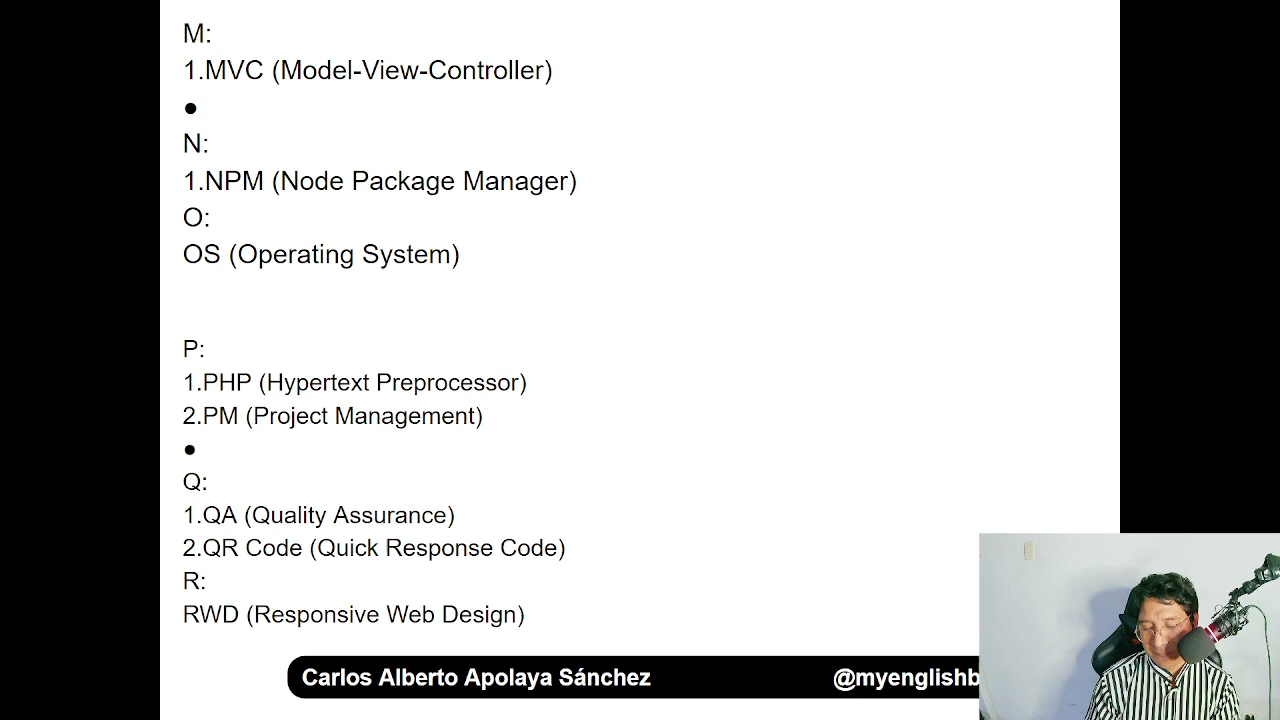 M:
1.MVC (Model-View-Controller)
●
N:
1.NPM (Node Package Manager)
O:
OS (Operating System)
P:
1.PHP (Hypertext Preprocessor)
2.PM (Project Management)
●
Q:
1.QA (Quality Assurance)
2.QR Code (Quick Response Code)
R:
RWD (Responsive Web Design)
Carlos Alberto Apolaya Sánchez @myenglishb